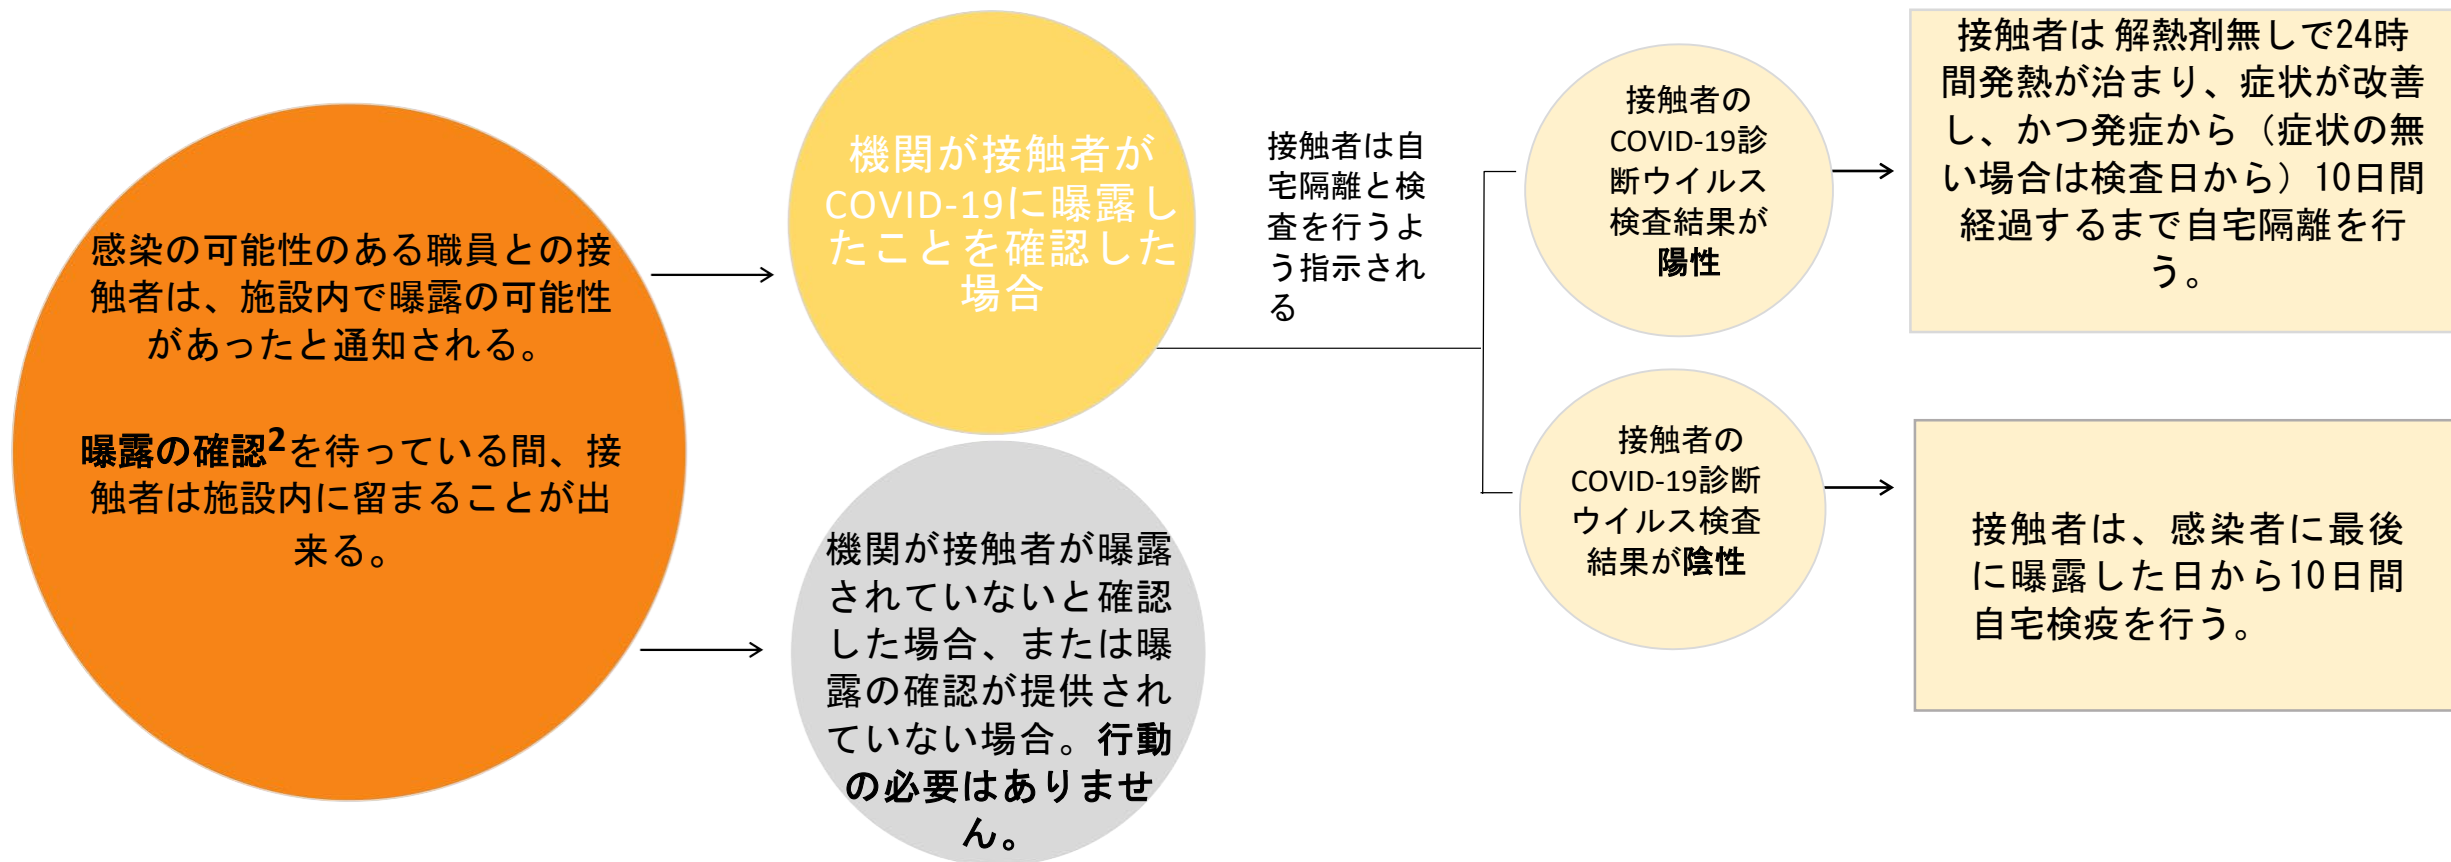 感染の可能性のある職員との接
触者は、施設内で曝露の可能性
があったと通知される。
曝露の確認2を待っている間、接
触者は施設内に留まることが出
来る。
機関が接触者が
COVID-19に曝露し
たことを確認した
場合
機関が接触者が曝露
されていないと確認
した場合、または曝
露の確認が提供され
ていない場合。行動
の必要はありませ
ん。
接触者は自
宅隔離と検
査を行うよ
う指示され
る
接触者の
COVID-19診
断ウイルス
検査結果が
陽性
接触者は 解熱剤無しで24時
間発熱が治まり、症状が改善
し、かつ発症から（症状の無
い場合は検査日から）10日間
経過するまで自宅隔離を行
う。
接触者の
COVID-19診断
ウイルス検査
結果が陰性
接触者は、感染者に最後
に曝露した日から10日間
自宅検疫を行う。